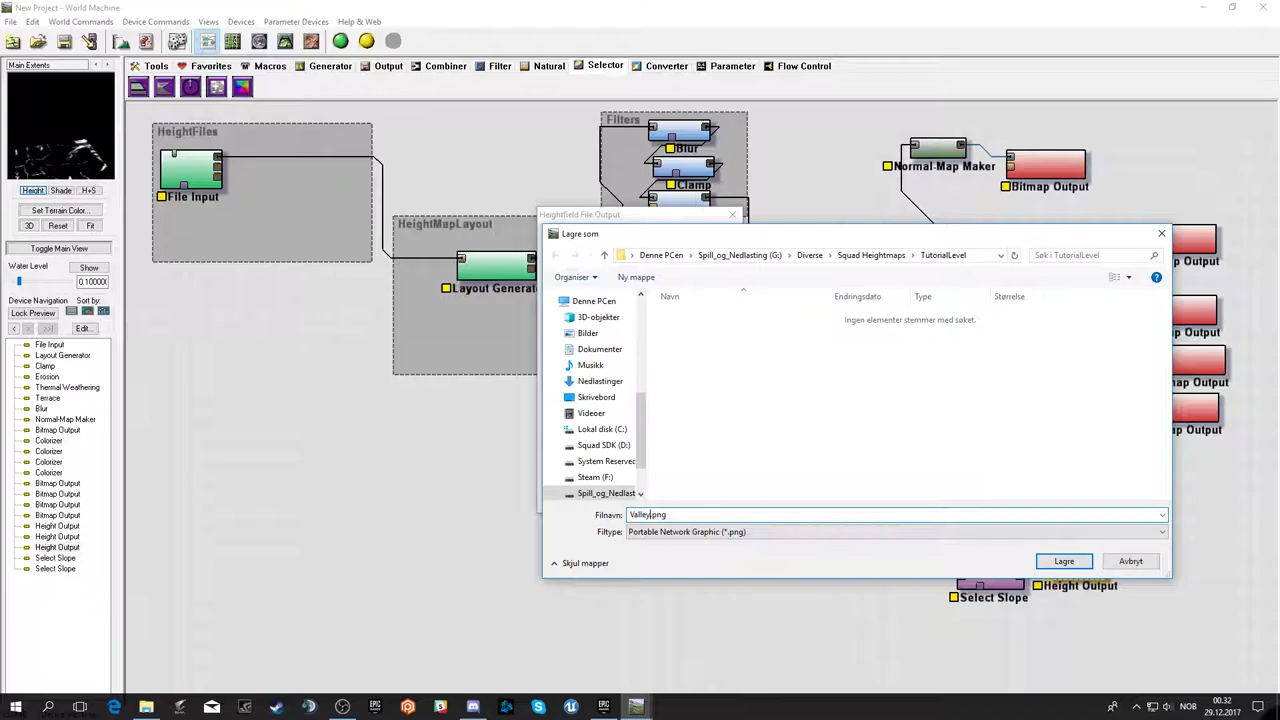 New Project - World Machine
File Edit World Commands Device Commands Views Devices Parameter Devices Help & Web
Main Extents
Tools Favorites Macros Generator Output Combiner Filter Natural Selector Converter Parameter Flow Control
HeightFiles
File Input
Filters
Blur
Clamp
Normal-Map Maker
Bitmap Output
HeightMapLayout
Layout Generat
Height Shade H+S
Set Terrain Color...
3D Reset Fit
Toggle Main View
Water Level Show
0.10000
Device Navigation Sort by:
Lock Preview
Edit...
File Input
Layout Generator
Clamp
Erosion
Thermal Weathering
Terrace
Blur
Normal-Map Maker
Bitmap Output
Colorizer
Colorizer
Colorizer
Colorizer
Bitmap Output
Bitmap Output
Bitmap Output
Bitmap Output
Height Output
Height Output
Height Output
Select Slope
Select Slope
Heightfield File Output
Lagre som
Denne PCen Spill_og_Nedlasting (G:) Diverse Squad Heightmaps TutorialLevel
Søk i TutorialLevel
Organiser Ny mappe
Navn Endringsdato Type Størrelse
Ingen elementer stemmer med søket.
Denne PCen
3D-objekter
Bilder
Dokumenter
Musikk
Nedlastinger
Skrivebord
Videoer
Lokal disk (C:)
Squad SDK (D:)
System Reserved
Steam (F:)
Spill_og_Nedlast
Filnavn: Valley.png
Filtype: Portable Network Graphic (*.png)
Skjul mapper
Lagre Avbryt
p Output
p Output
map Output
p Output
Select Slope
Height Output
NOB
00.32
29.12.2017